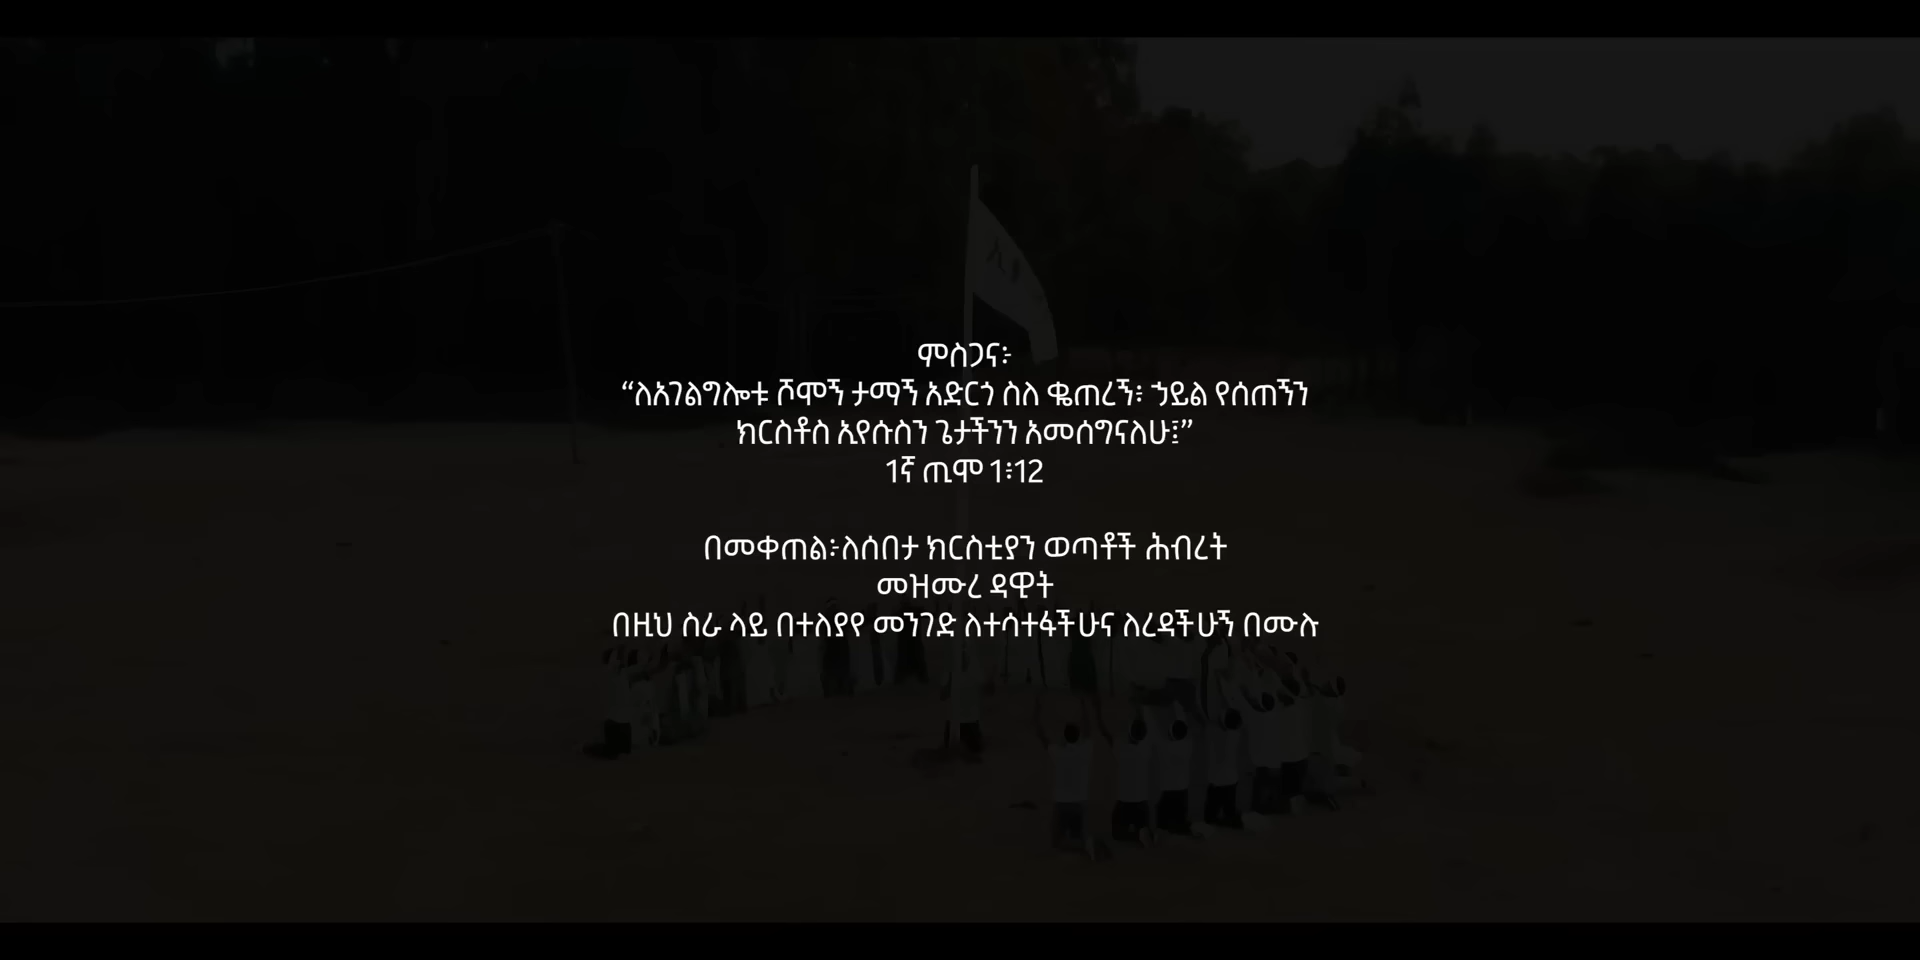 ምስጋና፦
“ለአገልግሎቱ ሾሞኝ ታማኝ አድርጎ ስለ ቈጠረኝ፥ ኃይል የሰጠኝን
ክርስቶስ ኢየሱስን ጌታችንን አመሰግናለሁ፤”
1ኛ ጢሞ 1፥12
በመቀጠል፦ለሰበታ ክርስቲያን ወጣቶች ሕብረት
መዝሙረ ዳዊት
በዚህ ስራ ላይ በተለያየ መንገድ ለተሳተፋችሁና ለረዳችሁኝ በሙሉ